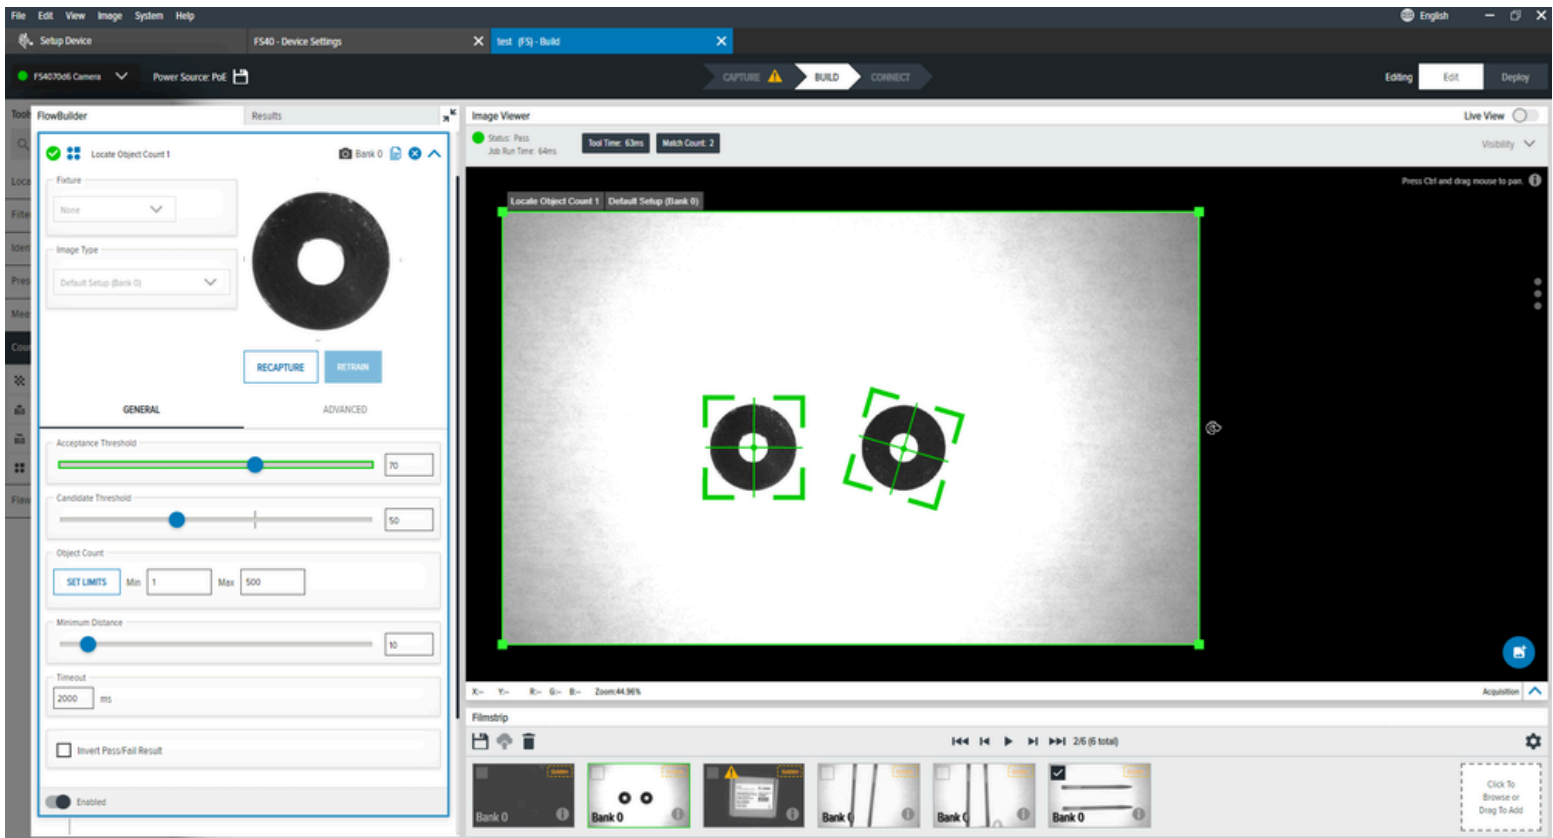 File Edit View Image System Help
English
Setup Device
FS40 - Device Settings
test (FS) - Build
FS4070d6 Camera
Power Source: PoE
CAPTURE
BUILD
CONNECT
Editing
Edit
Deploy
FlowBuilder
Results
Locate Object Count 1
Bank 0
Fixture
None
Image Type
Default Setup (Bank 0)
RECAPTURE
RETRAIN
GENERAL
ADVANCED
Acceptance Threshold
70
Candidate Threshold
50
Object Count
SET LIMITS Min 1 Max 500
Minimum Distance
10
Timeout
2000 ms
Invert Pass/Fail Result
Enabled
Image Viewer
Live View
Status: Pass
Job Run Time: 64ms
Tool Time: 63ms
Match Count: 2
Visibility
Press Ctrl and drag mouse to pan.
Locate Object Count 1 Default Setup (Bank 0)
X:-- Y:-- R:-- G:-- B:-- Zoom:44.96%
Acquisition
Filmstrip
2/6 (6 total)
Bank 0
Bank 0
Bank
Bank
Bank 0
Click To
Browse or
Drag To Add